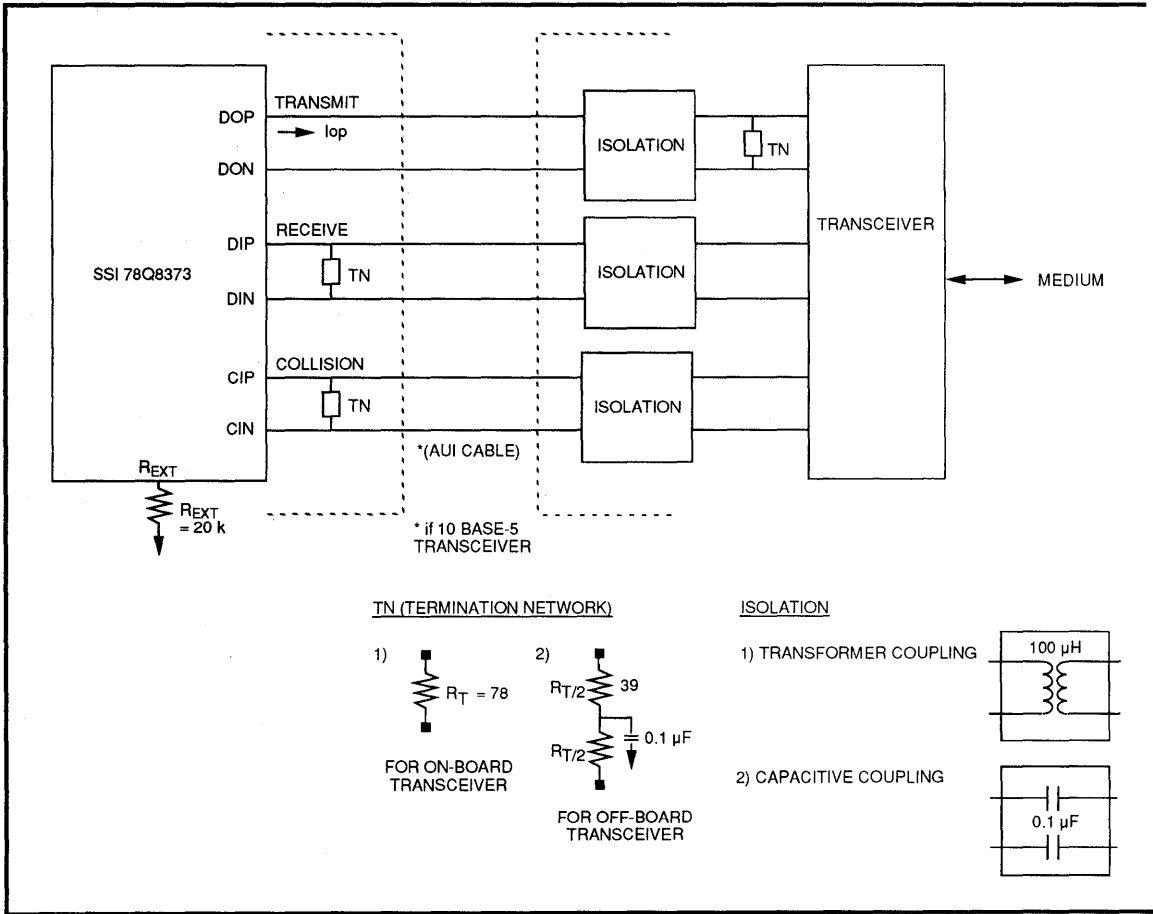 TRANSMIT
DOP
Iop
DON
ISOLATION
TN
TRANSCEIVER
RECEIVE
DIP
SSI 78Q8373
TN
DIN
ISOLATION
MEDIUM
COLLISION
CIP
TN
CIN
ISOLATION
*(AUI CABLE)
REXT
REXT
= 20 k
* if 10 BASE-5
TRANSCEIVER
TN (TERMINATION NETWORK)
1)
RT = 78
FOR ON-BOARD
TRANSCEIVER
2)
RT/2
39
0.1 µF
RT/2
FOR OFF-BOARD
TRANSCEIVER
ISOLATION
1) TRANSFORMER COUPLING
100 µH
2) CAPACITIVE COUPLING
0.1 µF